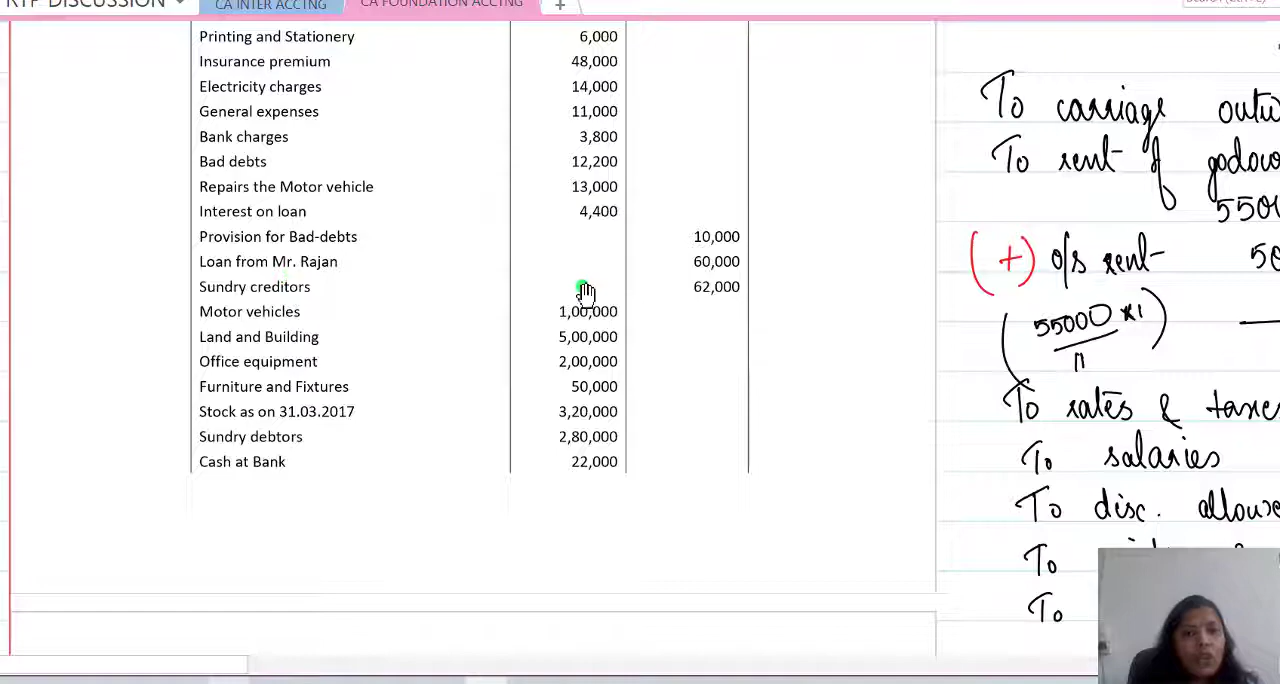 RTP DISCUSSION
CA INTER ACCTNG
CA FOUNDATION ACCTNG
Printing and Stationery 6,000
Insurance premium 48,000
Electricity charges 14,000
General expenses 11,000
Bank charges 3,800
Bad debts 12,200
Repairs the Motor vehicle 13,000
Interest on loan 4,400
Provision for Bad-debts 10,000
Loan from Mr. Rajan 60,000
Sundry creditors 62,000
Motor vehicles 1,00,000
Land and Building 5,00,000
Office equipment 2,00,000
Furniture and Fixtures 50,000
Stock as on 31.03.2017 3,20,000
Sundry debtors 2,80,000
Cash at Bank 22,000
To carriage
To rent of
(+) o/s rent
(55000 x 1)
11
To rates & taxes
To salaries
To disc.
To
To